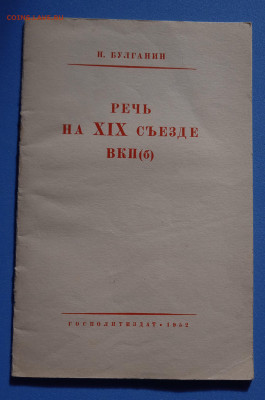 Н. БУЛГАНИН
РЕЧЬ
НА XIX СЪЕЗДЕ
ВКП(б)
ГОСПОЛИТИЗДАТ • 1952